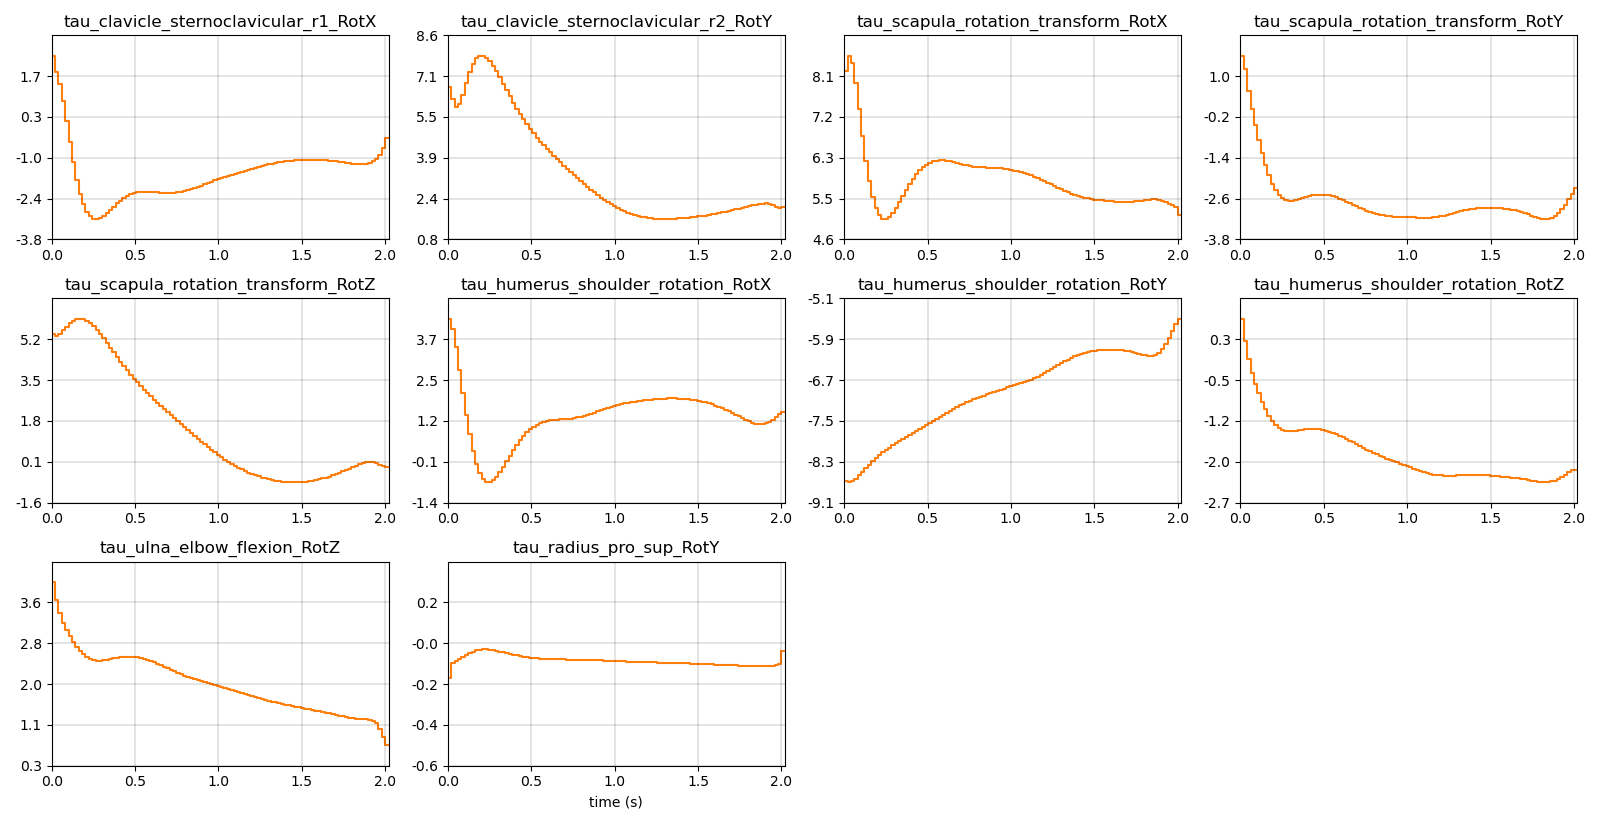 tau_clavicle_sternoclavicular_r1_RotX
1.7
0.3
-1.0
-2.4
-3.8
0.0 0.5 1.0 1.5 2.0
tau_clavicle_sternoclavicular_r2_RotY
8.6
7.1
5.5
3.9
2.4
0.8
0.0 0.5 1.0 1.5 2.0
tau_scapula_rotation_transform_RotX
8.1
7.2
6.3
5.5
4.6
0.0 0.5 1.0 1.5 2.0
tau_scapula_rotation_transform_RotY
1.0
-0.2
-1.4
-2.6
-3.8
0.0 0.5 1.0 1.5 2.0
tau_scapula_rotation_transform_RotZ
5.2
3.5
1.8
0.1
-1.6
0.0 0.5 1.0 1.5 2.0
tau_humerus_shoulder_rotation_RotX
3.7
2.5
1.2
-0.1
-1.4
0.0 0.5 1.0 1.5 2.0
tau_humerus_shoulder_rotation_RotY
-5.1
-5.9
-6.7
-7.5
-8.3
-9.1
0.0 0.5 1.0 1.5 2.0
tau_humerus_shoulder_rotation_RotZ
0.3
-0.5
-1.2
-2.0
-2.7
0.0 0.5 1.0 1.5 2.0
tau_ulna_elbow_flexion_RotZ
3.6
2.8
2.0
1.1
0.3
0.0 0.5 1.0 1.5 2.0
tau_radius_pro_sup_RotY
0.2
-0.0
-0.2
-0.4
-0.6
0.0 0.5 1.0 1.5 2.0
time (s)